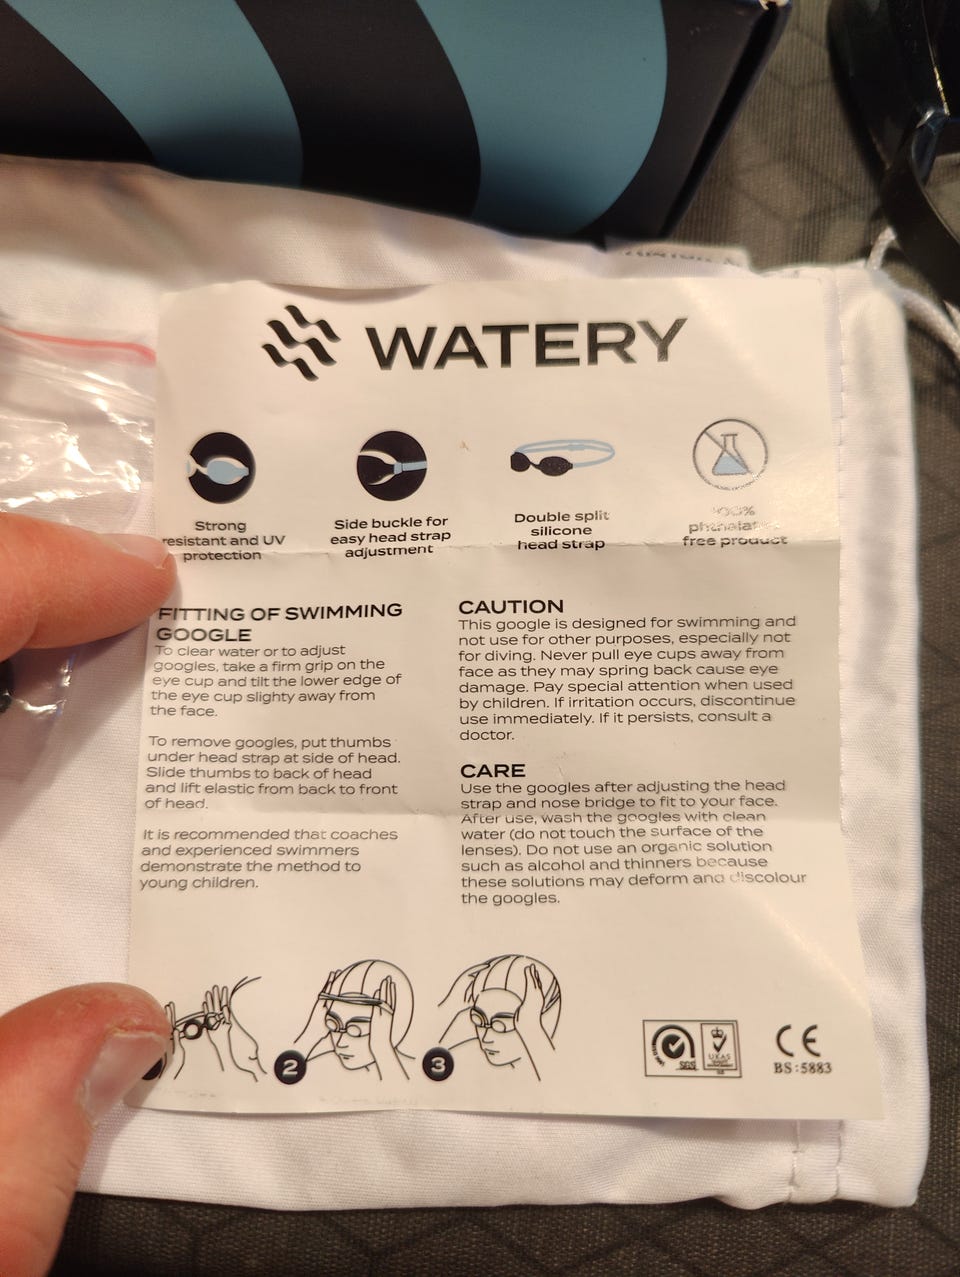 WATERY
Strong
resistant and UV
protection
Side buckle for
easy head strap
adjustment
Double split
silicone
head strap
100%
free product
FITTING OF SWIMMING
GOOGLE
To clear water or to adjust
googles, take a firm grip on the
eye cup and tilt the lower edge of
the eye cup slighty away from
the face.
To remove googles, put thumbs
under head strap at side of head.
Slide thumbs to back of head
and lift elastic from back to front
of head.
It is recommended that coaches
and experienced swimmers
demonstrate the method to
young children.
CAUTION
This google is designed for swimming and
not use for other purposes, especially not
for diving. Never pull eye cups away from
face as they may spring back cause eye
damage. Pay special attention when used
by children. If irritation occurs, discontinue
use immediately. If it persists, consult a
doctor.
CARE
Use the googles after adjusting the head
strap and nose bridge to fit to your face.
After use, wash the googles with clean
water (do not touch the surface of the
lenses). Do not use an organic solution
such as alcohol and thinners because
these solutions may deform and discolour
the googles.
2
3
SGS
UKAS
CE
BS:5883